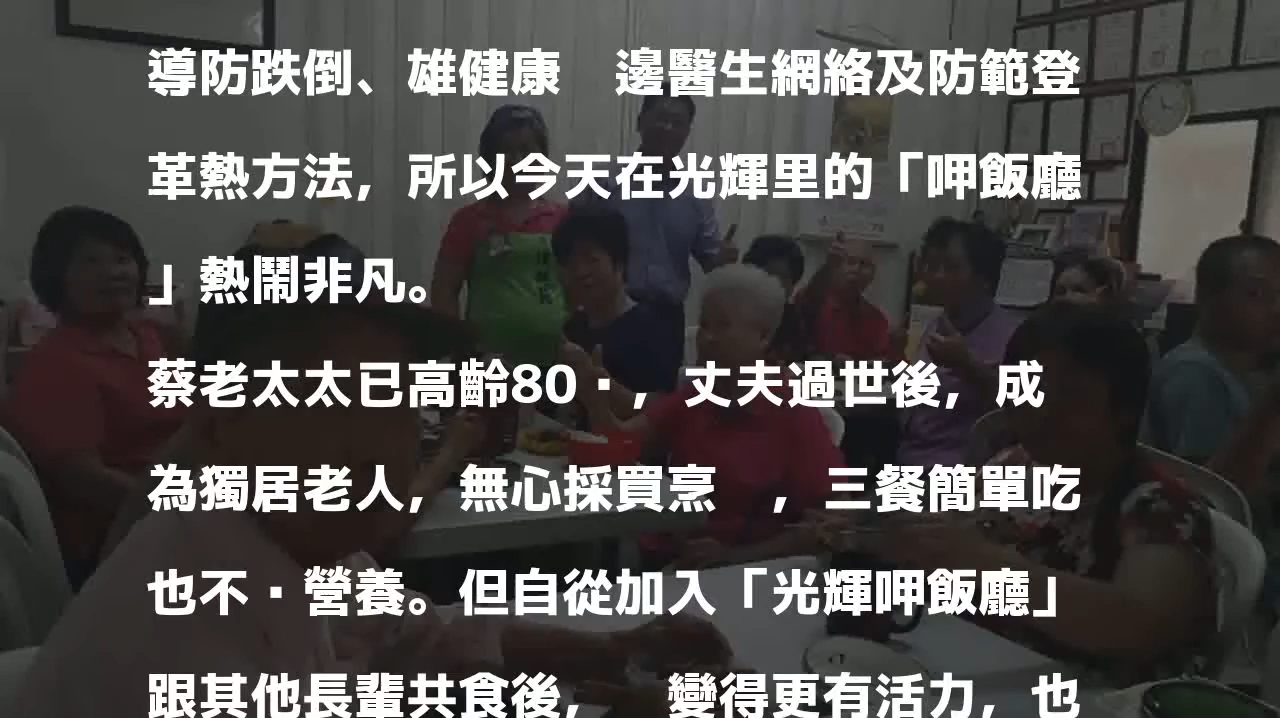 導防跌倒、雄健康　邊醫生網絡及防範登
革熱方法，所以今天在光輝里的「呷飯廳
」熱鬧非凡。
蔡老太太已高齡80▪，丈夫過世後，成
為獨居老人，無心採買烹　，三餐簡單吃
也不▪營養。但自從加入「光輝呷飯廳」
跟其他長輩共食後，　變得更有活力，也